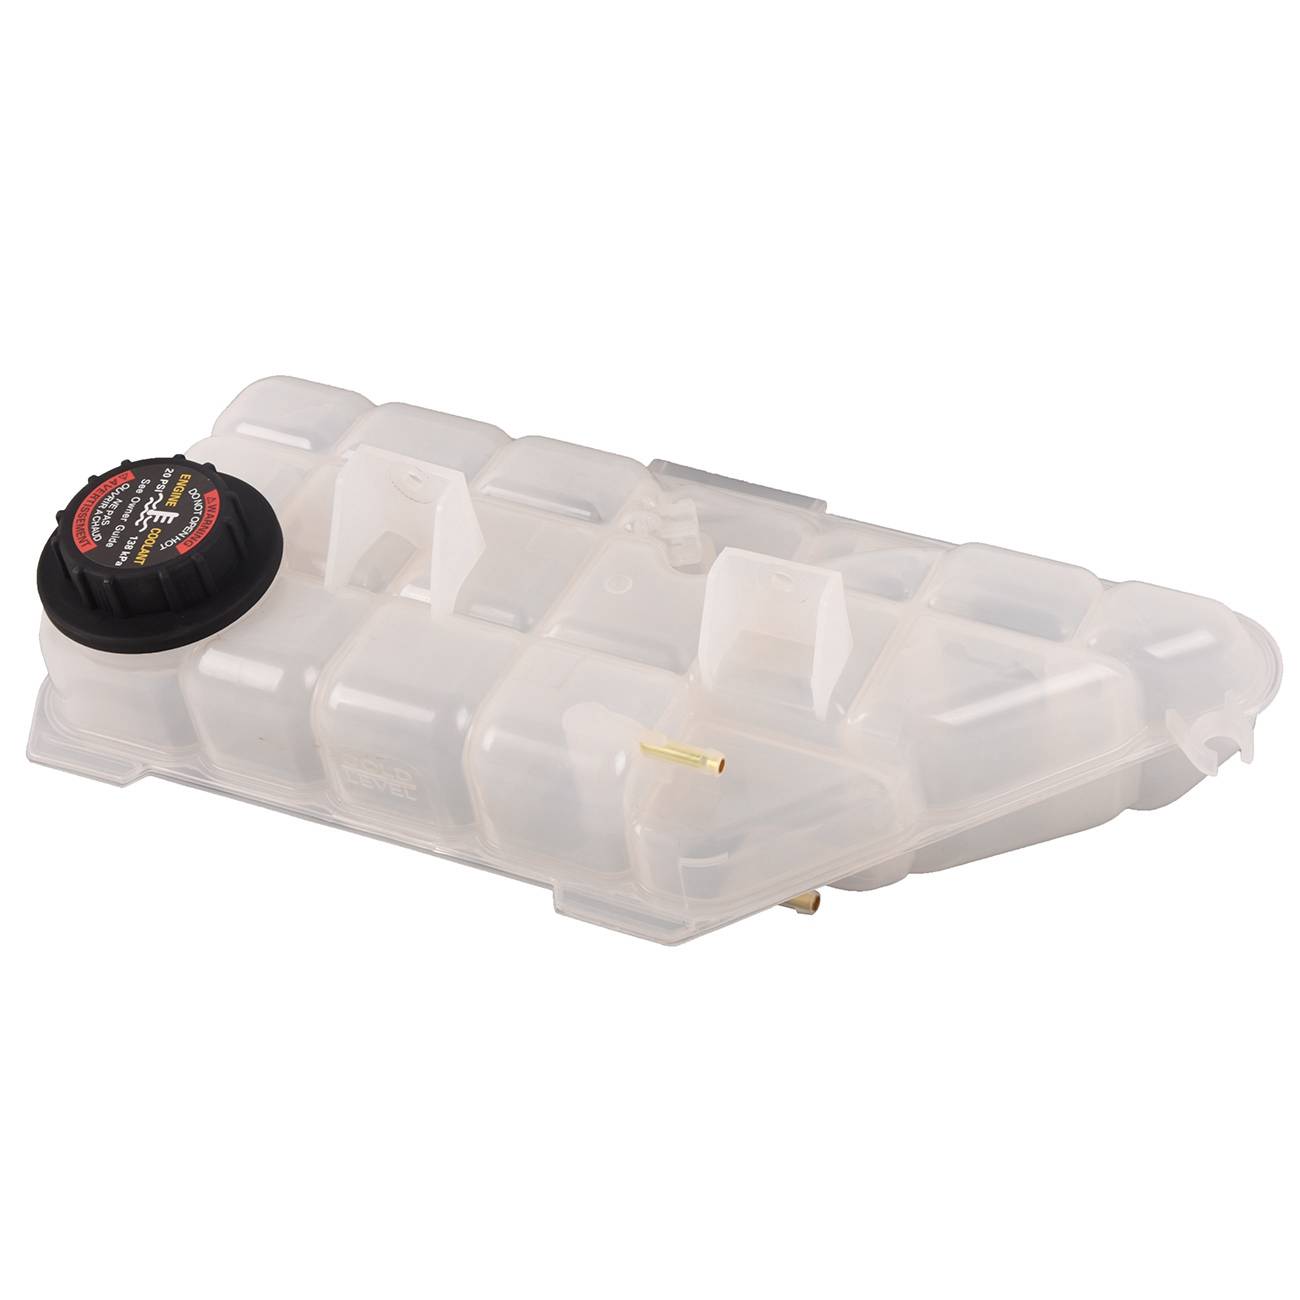 ⚠WARNING
DO NOT OPEN HOT
ENGINE COOLANT
20 PSI 138 kPa
See Owner Guide
NE PAS
OUVRIR A CHAUD
⚠AVERTISSEMENT
COLD
LEVEL